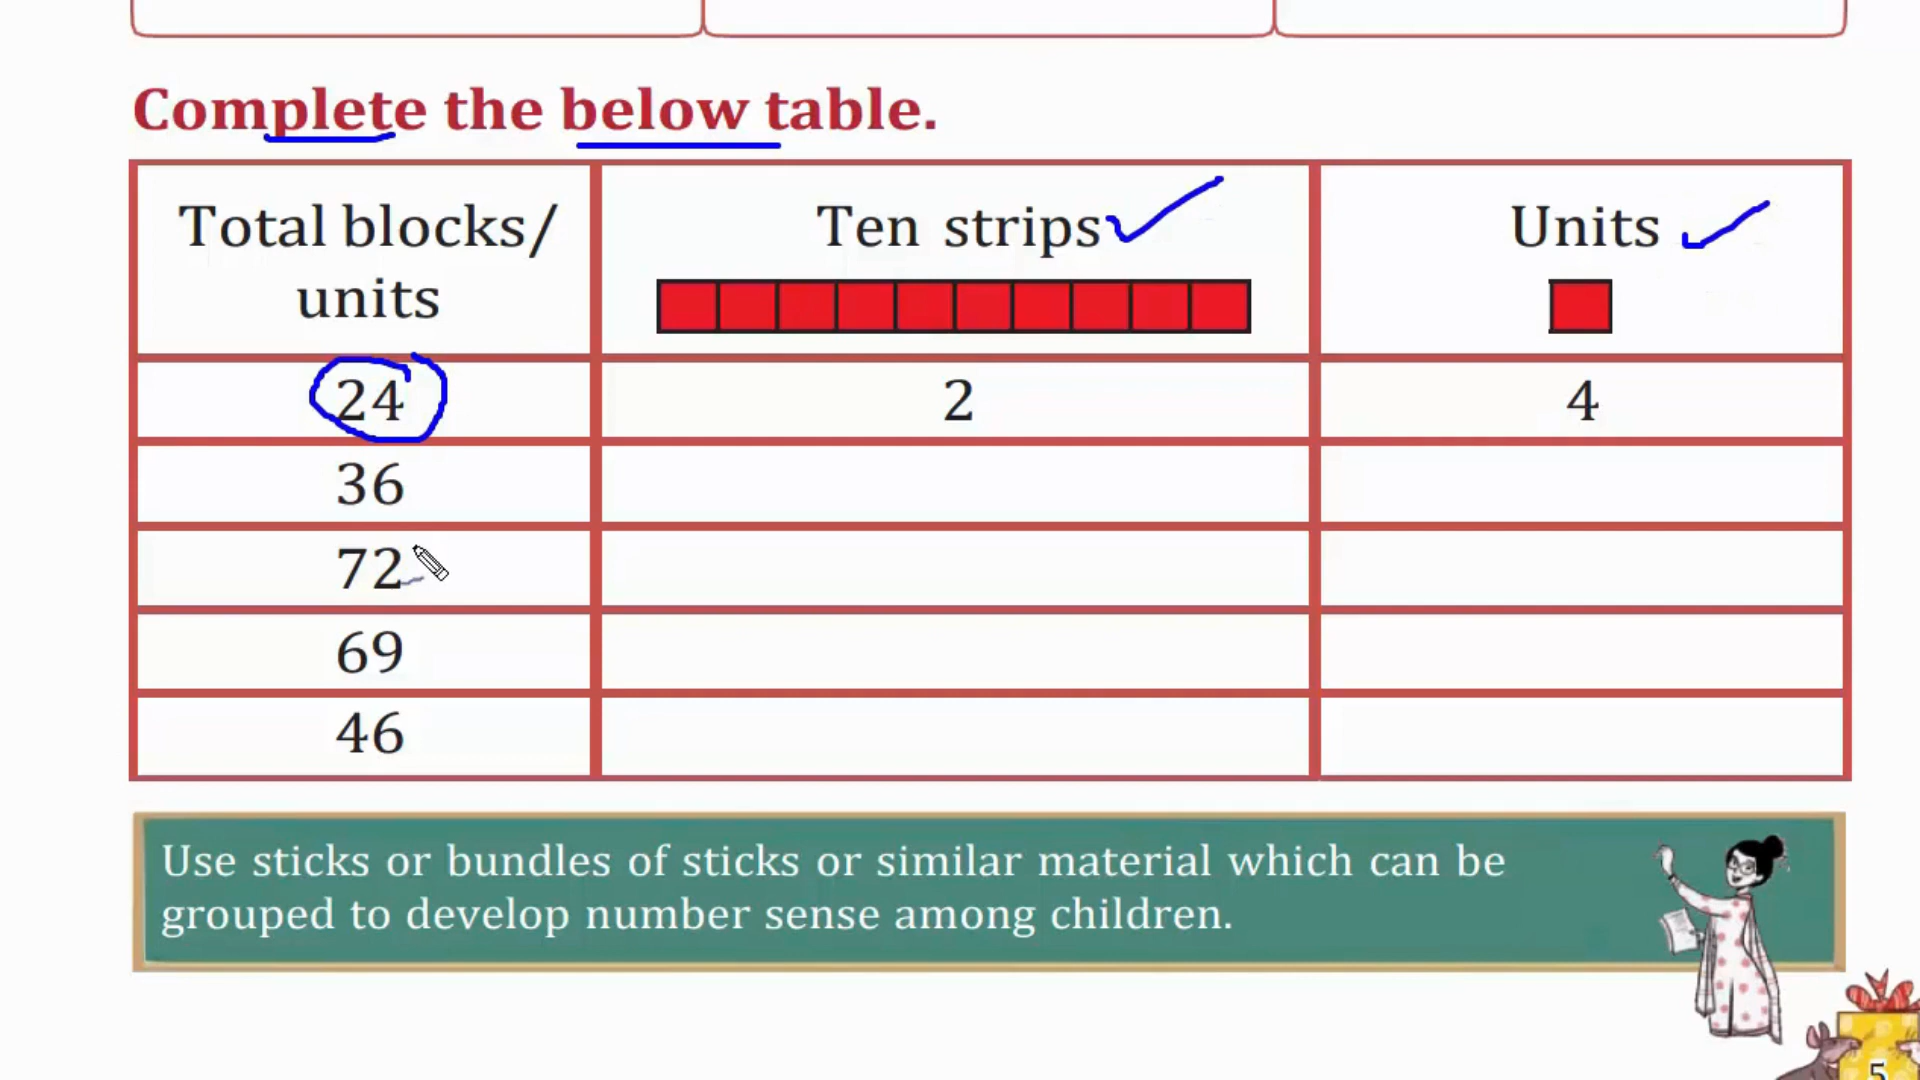 Complete the below table.
Total blocks/
units
Ten strips
Units
24 2 4
36
72
69
46
Use sticks or bundles of sticks or similar material which can be
grouped to develop number sense among children.
5